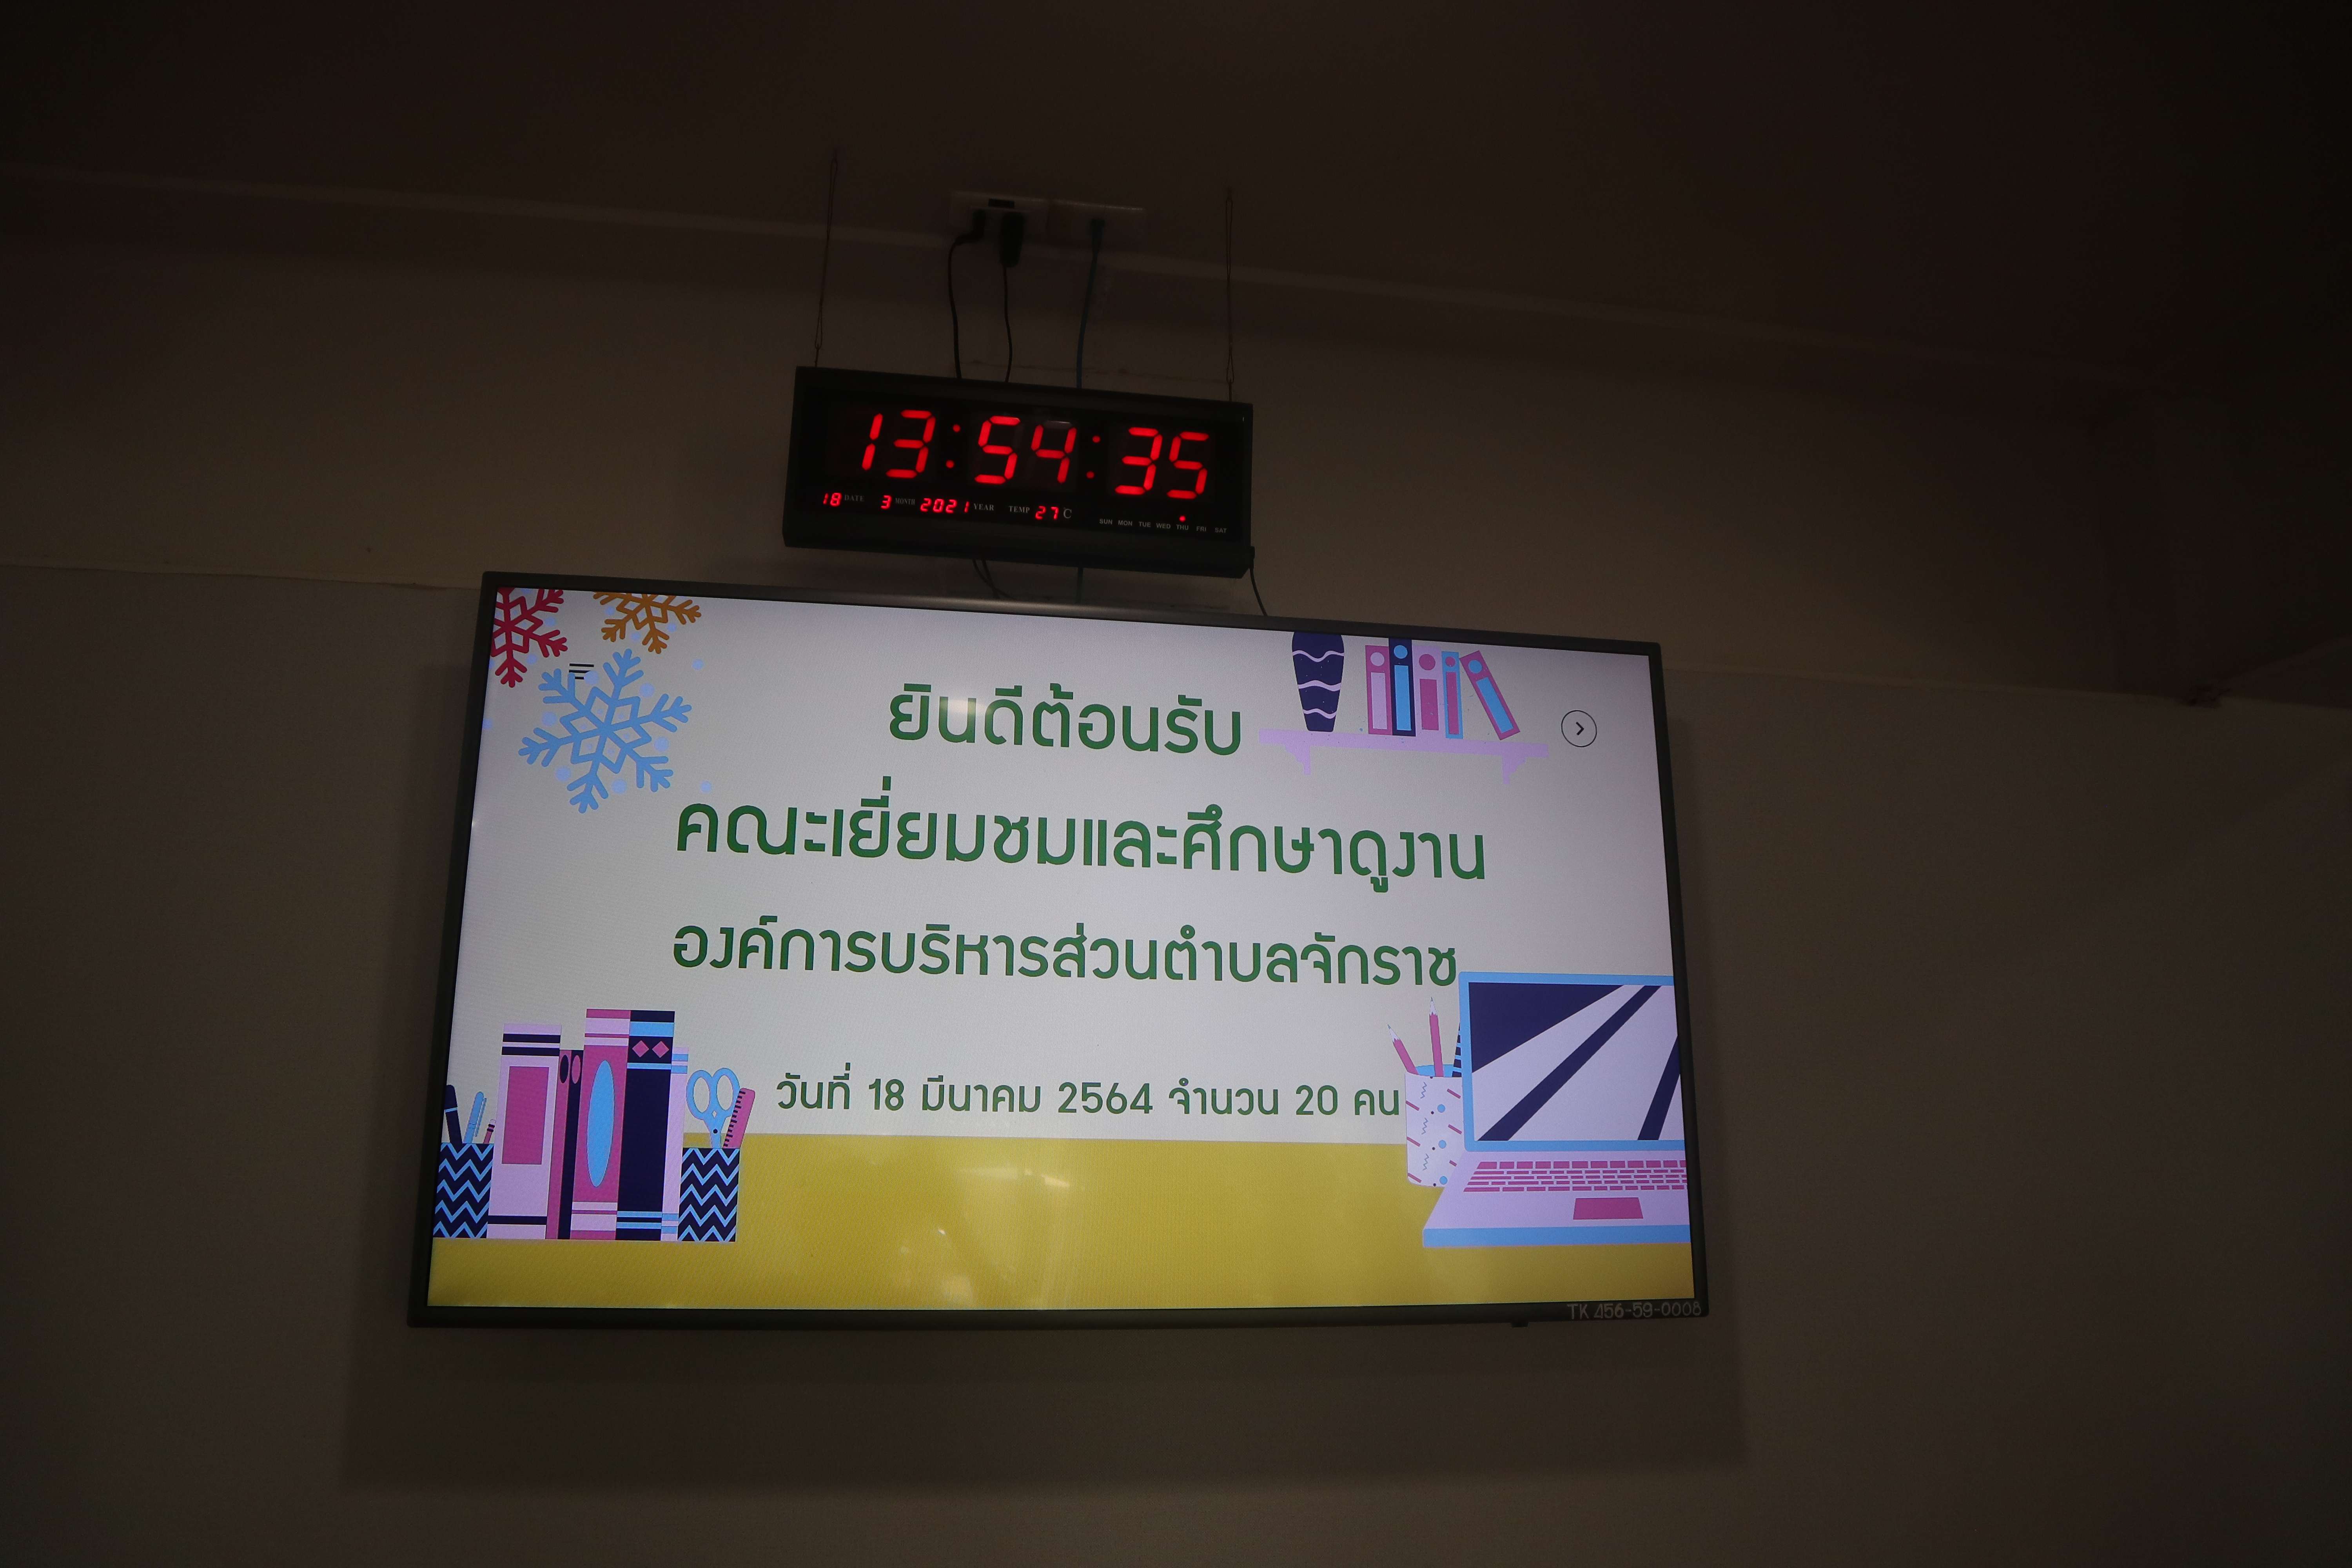 13:54:35
18 DATE 3 MONTH 2021 YEAR TEMP 27 C
SUN MON TUE WED THU FRI SAT
ยินดีต้อนรับ
คณะเยี่ยมชมและศึกษาดูงาน
องค์การบริหารส่วนตำบลจักราช
วันที่ 18 มีนาคม 2564 จำนวน 20 คน
TK 456-59-0008